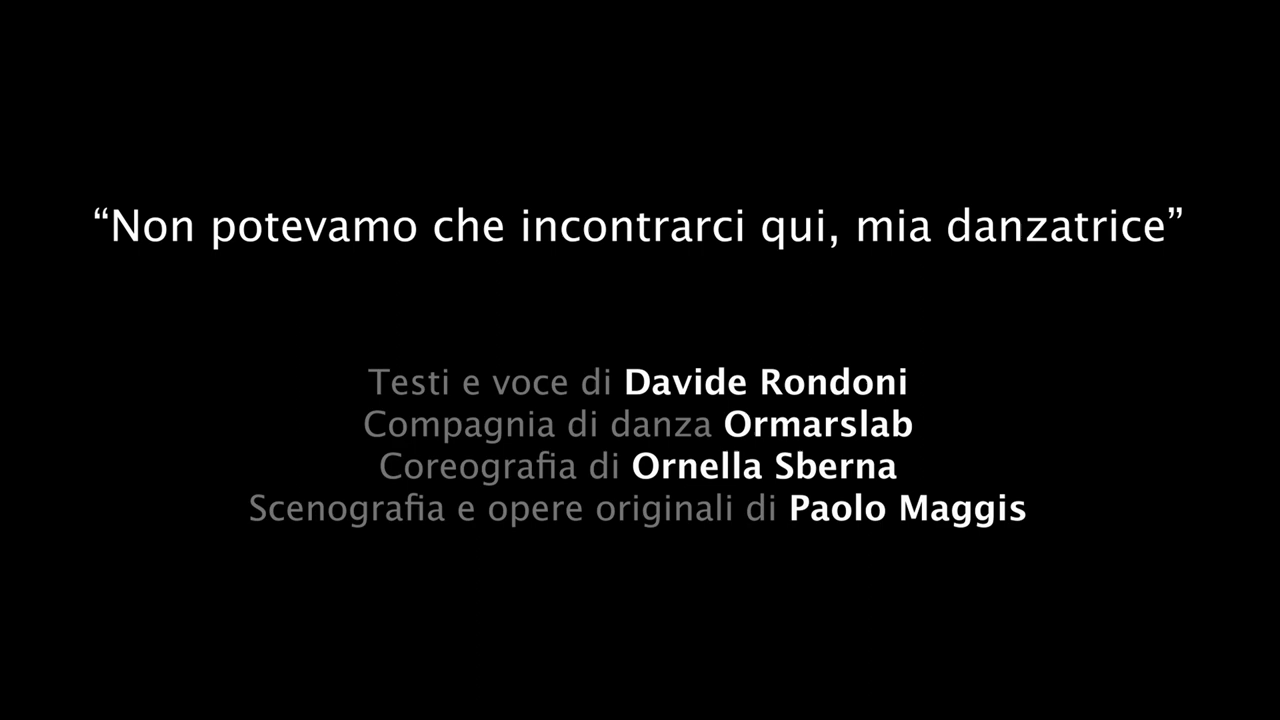 “Non potevamo che incontrarci qui, mia danzatrice”
Testi e voce di Davide Rondoni
Compagnia di danza Ormarslab
Coreografia di Ornella Sberna
Scenografia e opere originali di Paolo Maggis